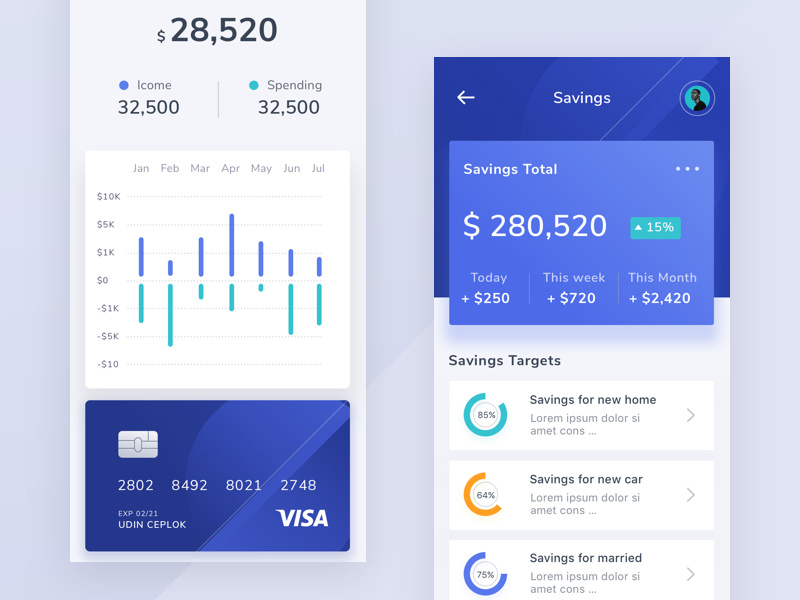 $ 28,520
Icome
32,500
Spending
32,500
Jan Feb Mar Apr May Jun Jul
$10K
$5K
$1K
$0
-$1K
-$5K
-$10
2802 8492 8021 2748
EXP 02/21
UDIN CEPLOK
VISA
Savings
Savings Total
$ 280,520
15%
Today This week This Month
+ $250 + $720 + $2,420
Savings Targets
85%
Savings for new home
Lorem ipsum dolor si
amet cons ...
64%
Savings for new car
Lorem ipsum dolor si
amet cons ...
75%
Savings for married
Lorem ipsum dolor si
amet cons ...